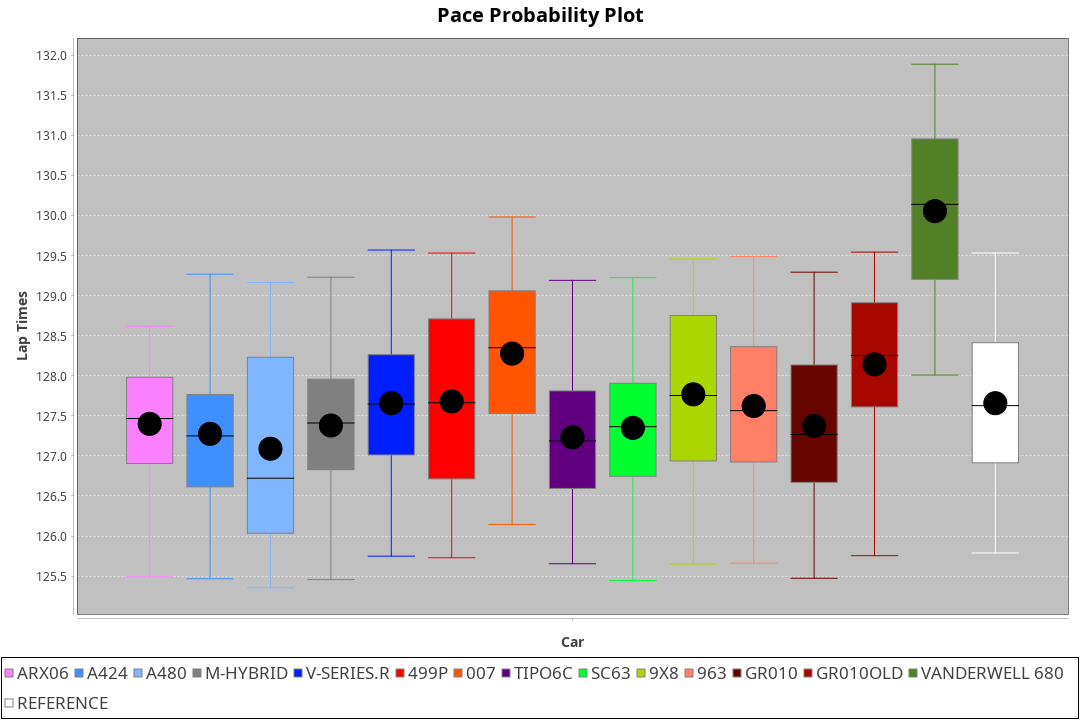 Pace Probability Plot
132.0
131.5
131.0
130.5
130.0
129.5
129.0
128.5
128.0
127.5
127.0
126.5
126.0
125.5
Lap Times
Car
ARX06 A424 A480 M-HYBRID V-SERIES.R 499P 007 TIPO6C SC63 9X8 963 GR010 GR010OLD VANDERWELL 680
REFERENCE